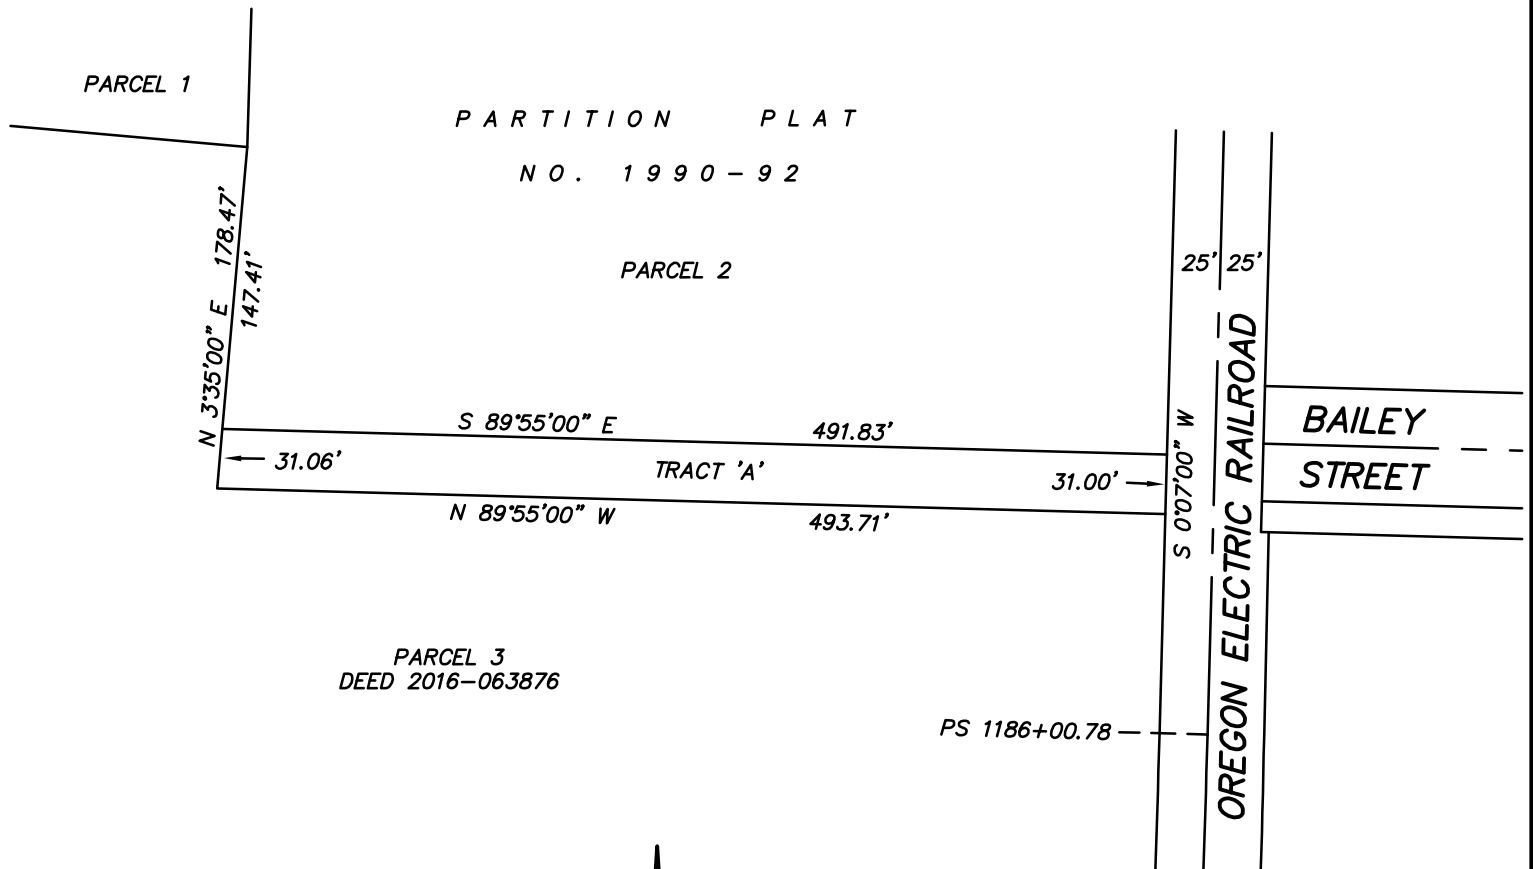 PARCEL 1
PARTITION PLAT
NO. 1990-92
N 3°35'00" E 178.47'
147.41'
PARCEL 2
25' 25'
S 89°55'00" E 491.83'
31.06'
TRACT 'A'
31.00'
N 89°55'00" W 493.71'
S 0°07'00" W
OREGON ELECTRIC RAILROAD
BAILEY
STREET
PARCEL 3
DEED 2016-063876
PS 1186+00.78